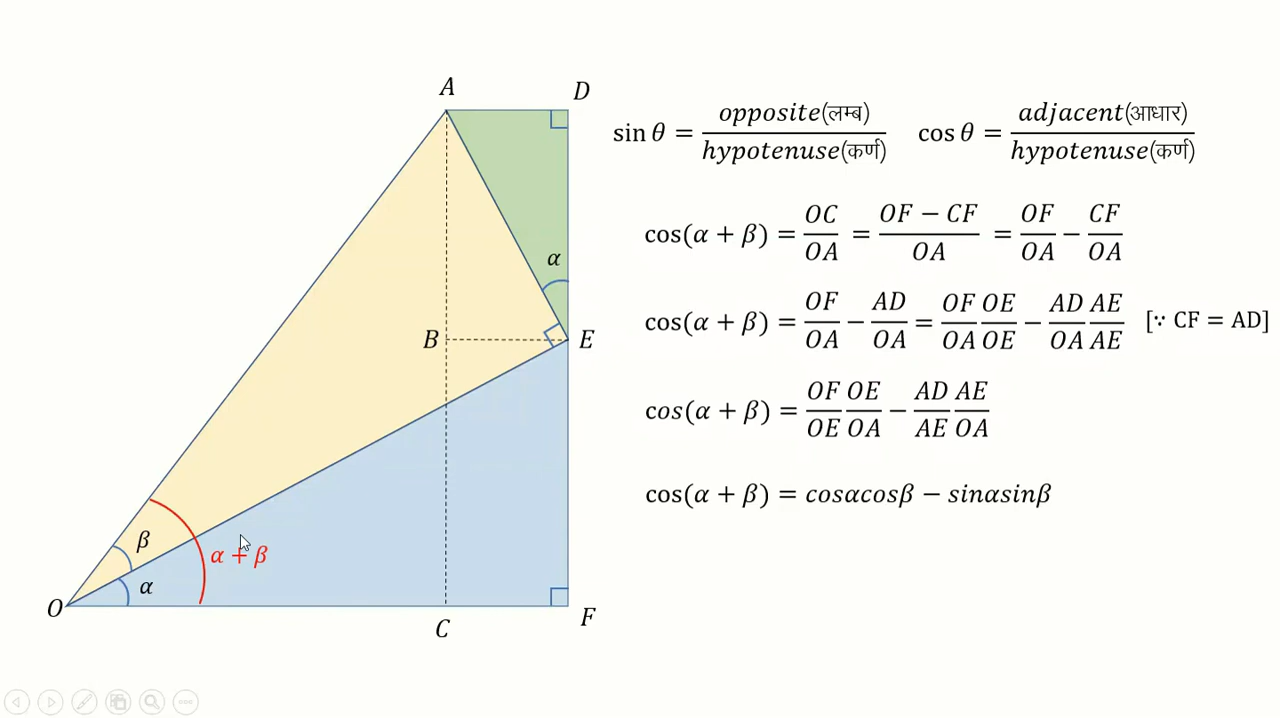 A
D
sin θ = opposite(लम्ब)/hypotenuse(कर्ण) cos θ = adjacent(आधार)/hypotenuse(कर्ण)
cos(α + β) = OC/OA = OF − CF/OA = OF/OA − CF/OA
α
cos(α + β) = OF/OA − AD/OA = OF/OA OE/OE − AD/OA AE/AE [∵ CF = AD]
B
E
cos(α + β) = OF/OE OE/OA − AD/AE AE/OA
cos(α + β) = cosαcosβ − sinαsinβ
β
α + β
α
O
C
F